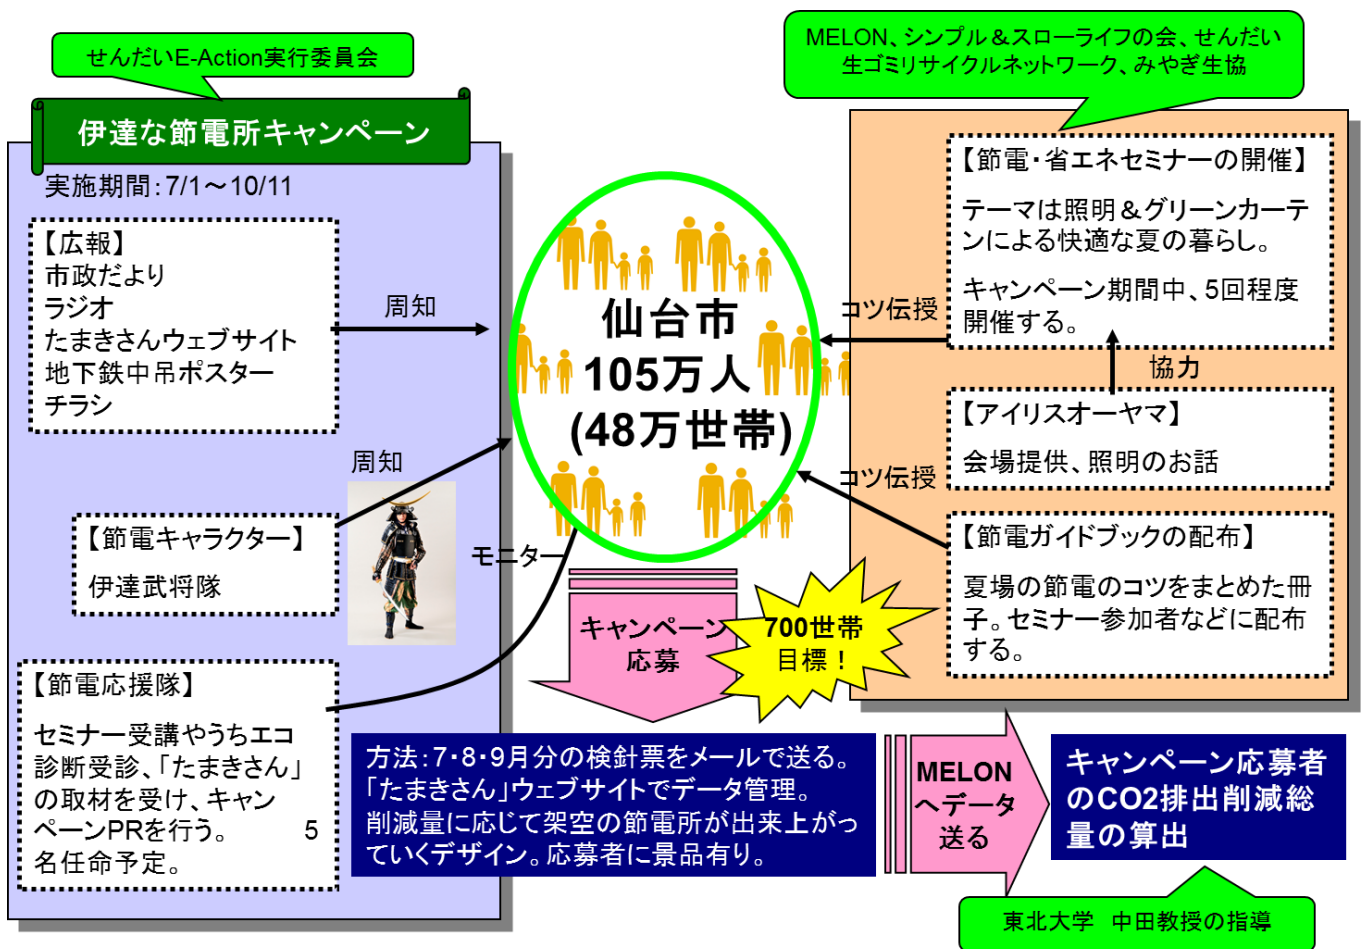 せんだいE-Action実行委員会
伊達な節電所キャンペーン
実施期間：7/1～10/11
【広報】
市政だより
ラジオ
たまきさんウェブサイト
地下鉄中吊ポスター
チラシ
周知
【節電キャラクター】
伊達武将隊
周知
【節電応援隊】
セミナー受講やうちエコ
診断受診、「たまきさん」
の取材を受け、キャン
ペーンPRを行う。　　　5
名任命予定。
モニター
仙台市
105万人
(48万世帯)
MELON、シンプル＆スローライフの会、せんだい
生ゴミリサイクルネットワーク、みやぎ生協
【節電・省エネセミナーの開催】
テーマは照明＆グリーンカーテ
ンによる快適な夏の暮らし。
キャンペーン期間中、5回程度
開催する。
コツ伝授
協力
【アイリスオーヤマ】
会場提供、照明のお話
コツ伝授
【節電ガイドブックの配布】
夏場の節電のコツをまとめた冊
子。セミナー参加者などに配布
する。
キャンペーン
応募
700世帯
目標！
方法：7・8・9月分の検針票をメールで送る。
「たまきさん」ウェブサイトでデータ管理。
削減量に応じて架空の節電所が出来上がっ
ていくデザイン。応募者に景品有り。
MELON
へデータ
送る
キャンペーン応募者
のCO2排出削減総
量の算出
東北大学　中田教授の指導